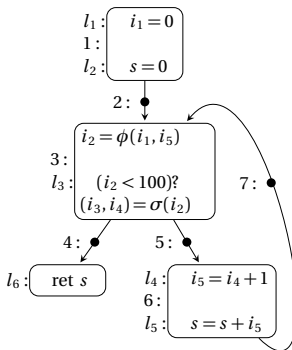 l₁: i₁=0
1:
l₂: s=0
2:
i₂=ϕ(i₁,i₅)
3:
l₃: (i₂<100)?
7:
(i₃,i₄)=σ(i₂)
4: 5:
l₆: ret s
l₄: i₅=i₄+1
6:
l₅: s=s+i₅